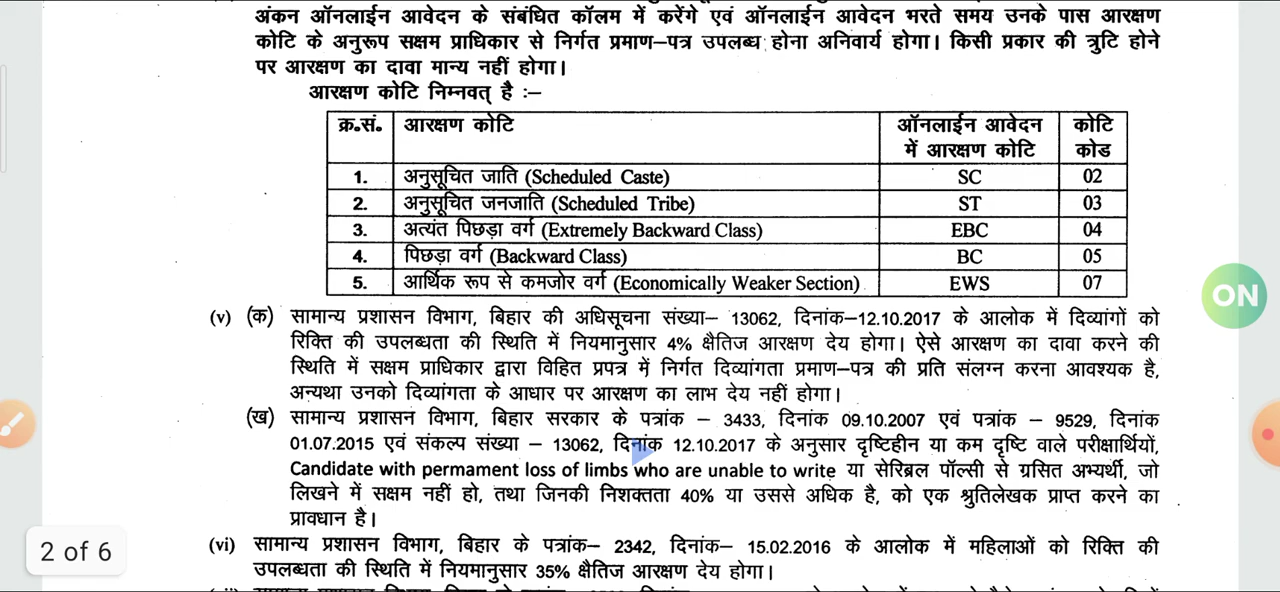 अंकन ऑनलाईन आवेदन के संबंधित कॉलम में करेंगे एवं ऑनलाईन आवेदन भरते समय उनके पास आरक्षण
कोटि के अनुरूप सक्षम प्राधिकार से निर्गत प्रमाण–पत्र उपलब्ध होना अनिवार्य होगा। किसी प्रकार की त्रुटि होने
पर आरक्षण का दावा मान्य नहीं होगा।
आरक्षण कोटि निम्नवत् है :–
क्र.सं. आरक्षण कोटि ऑनलाईन आवेदन में आरक्षण कोटि कोटि कोड
1. अनुसूचित जाति (Scheduled Caste) SC 02
2. अनुसूचित जनजाति (Scheduled Tribe) ST 03
3. अत्यंत पिछड़ा वर्ग (Extremely Backward Class) EBC 04
4. पिछड़ा वर्ग (Backward Class) BC 05
5. आर्थिक रूप से कमजोर वर्ग (Economically Weaker Section) EWS 07
(v) (क) सामान्य प्रशासन विभाग, बिहार की अधिसूचना संख्या– 13062, दिनांक–12.10.2017 के आलोक में दिव्यांगों को
रिक्ति की उपलब्धता की स्थिति में नियमानुसार 4% क्षैतिज आरक्षण देय होगा। ऐसे आरक्षण का दावा करने की
स्थिति में सक्षम प्राधिकार द्वारा विहित प्रपत्र में निर्गत दिव्यांगता प्रमाण–पत्र की प्रति संलग्न करना आवश्यक है,
अन्यथा उनको दिव्यांगता के आधार पर आरक्षण का लाभ देय नहीं होगा।
(ख) सामान्य प्रशासन विभाग, बिहार सरकार के पत्रांक – 3433, दिनांक 09.10.2007 एवं पत्रांक – 9529, दिनांक
01.07.2015 एवं संकल्प संख्या – 13062, दिनांक 12.10.2017 के अनुसार दृष्टिहीन या कम दृष्टि वाले परीक्षार्थियों,
Candidate with permament loss of limbs who are unable to write या सेरिब्रल पॉल्सी से ग्रसित अभ्यर्थी, जो
लिखने में सक्षम नहीं हो, तथा जिनकी निशक्तता 40% या उससे अधिक है, को एक श्रुतिलेखक प्राप्त करने का
प्रावधान है।
(vi) सामान्य प्रशासन विभाग, बिहार के पत्रांक– 2342, दिनांक– 15.02.2016 के आलोक में महिलाओं को रिक्ति की
उपलब्धता की स्थिति में नियमानुसार 35% क्षैतिज आरक्षण देय होगा।
2 of 6
ON